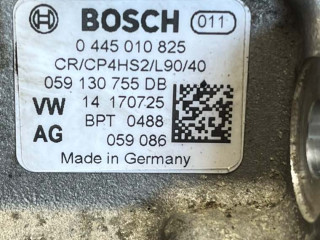 BOSCH 011
0 445 010 825
CR/CP4HS2/L90/40
059 130 755 DB
VW 14 170725
AG BPT 0488
059 086
Made in Germany